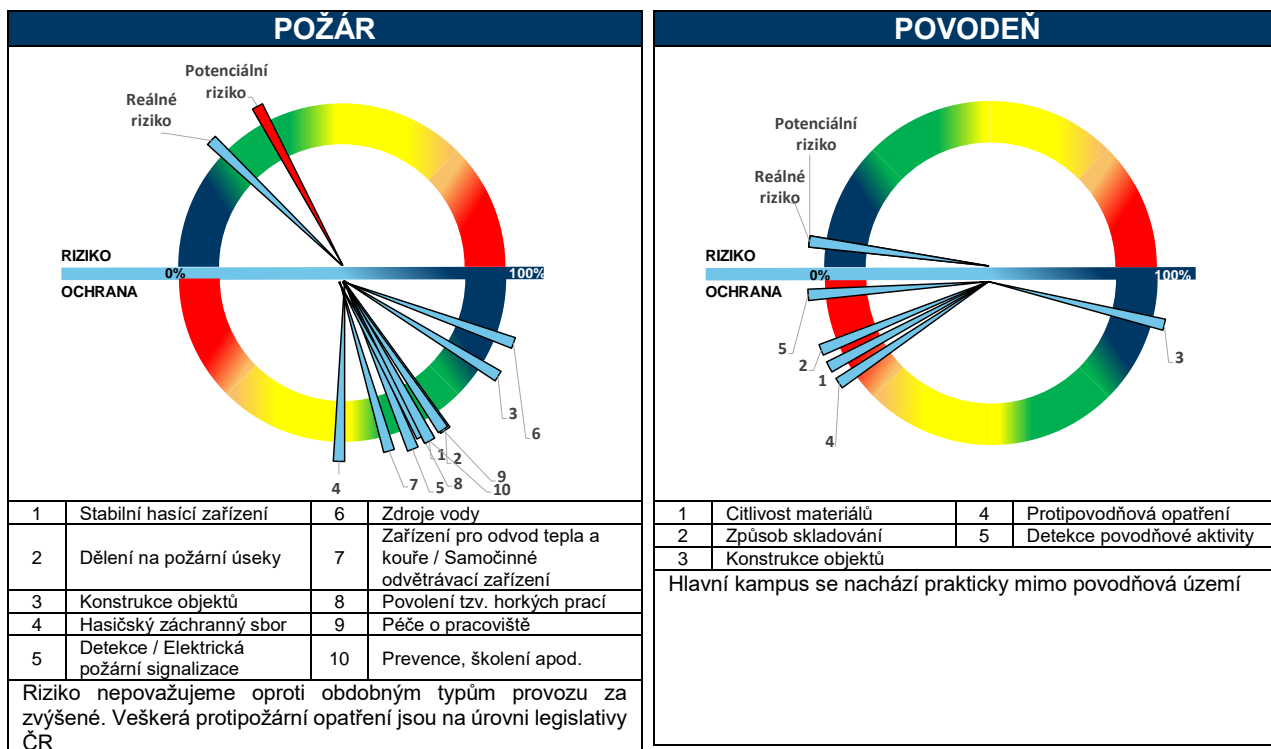 POŽÁR
Potenciální
riziko
Reálné
riziko
RIZIKO
0%
100%
OCHRANA
6
3
9
2
1
10
8
5
7
4
1 Stabilní hasící zařízení 6 Zdroje vody
2 Dělení na požární úseky 7 Zařízení pro odvod tepla a
kouře / Samočinné
odvětrávací zařízení
3 Konstrukce objektů 8 Povolení tzv. horkých prací
4 Hasičský záchranný sbor 9 Péče o pracoviště
5 Detekce / Elektrická
požární signalizace 10 Prevence, školení apod.
Riziko nepovažujeme oproti obdobným typům provozu za
zvýšené. Veškerá protipožární opatření jsou na úrovni legislativy
ČR
POVODEŇ
Potenciální
riziko
Reálné
riziko
RIZIKO
0%
100%
OCHRANA
5
2
1
4
3
1 Citlivost materiálů 4 Protipovodňová opatření
2 Způsob skladování 5 Detekce povodňové aktivity
3 Konstrukce objektů
Hlavní kampus se nachází prakticky mimo povodňová území